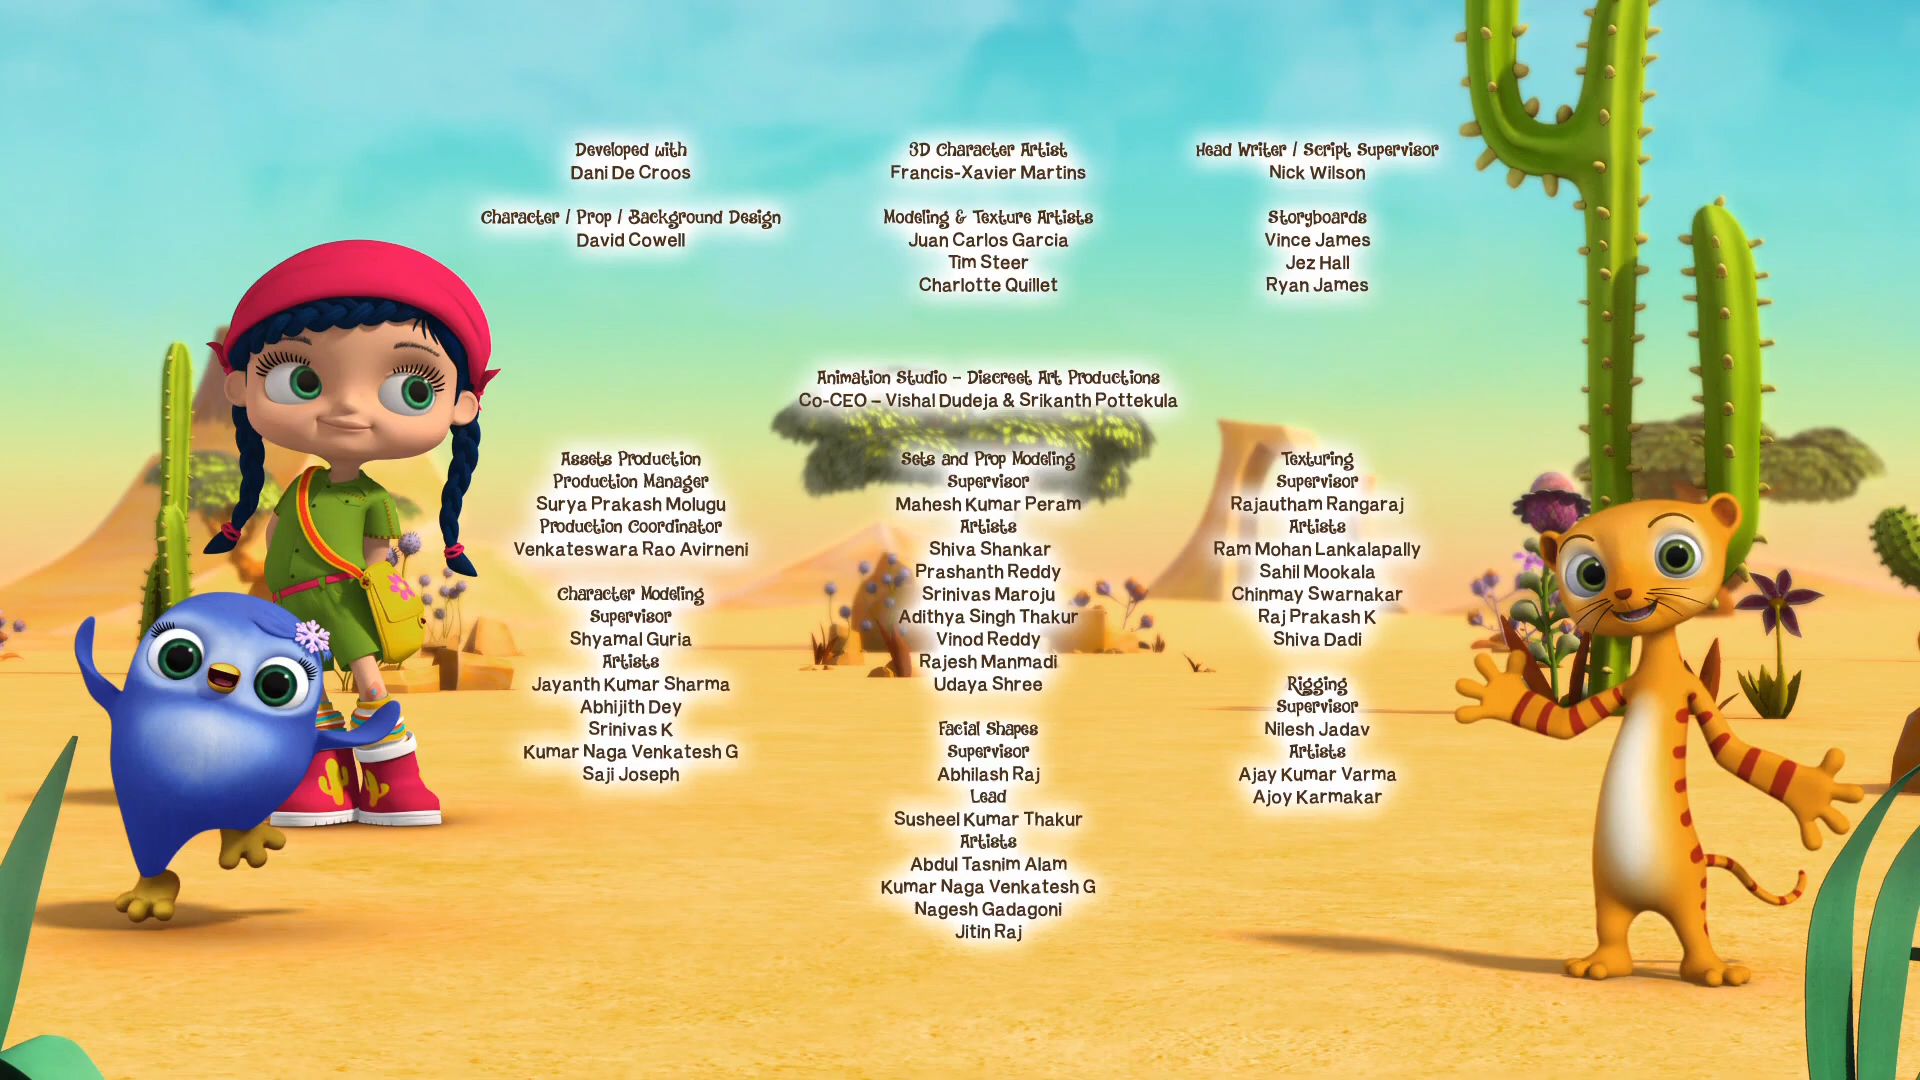 Developed with
Dani De Croos
Character / Prop / Background Design
David Cowell
3D Character Artist
Francis-Xavier Martins
Modeling & Texture Artists
Juan Carlos Garcia
Tim Steer
Charlotte Quillet
Head Writer / Script Supervisor
Nick Wilson
Storyboards
Vince James
Jez Hall
Ryan James
Animation Studio – Discreet Art Productions
Co-CEO – Vishal Dudeja & Srikanth Pottekula
Assets Production
Production Manager
Surya Prakash Molugu
Production Coordinator
Venkateswara Rao Avirneni
Character Modeling
Supervisor
Shyamal Guria
Artists
Jayanth Kumar Sharma
Abhijith Dey
Srinivas K
Kumar Naga Venkatesh G
Saji Joseph
Sets and Prop Modeling
Supervisor
Mahesh Kumar Peram
Artists
Shiva Shankar
Prashanth Reddy
Srinivas Maroju
Adithya Singh Thakur
Vinod Reddy
Rajesh Manmadi
Udaya Shree
Facial Shapes
Supervisor
Abhilash Raj
Lead
Susheel Kumar Thakur
Artists
Abdul Tasnim Alam
Kumar Naga Venkatesh G
Nagesh Gadagoni
Jitin Raj
Texturing
Supervisor
Rajautham Rangaraj
Artists
Ram Mohan Lankalapally
Sahil Mookala
Chinmay Swarnakar
Raj Prakash K
Shiva Dadi
Rigging
Supervisor
Nilesh Jadav
Artists
Ajay Kumar Varma
Ajoy Karmakar